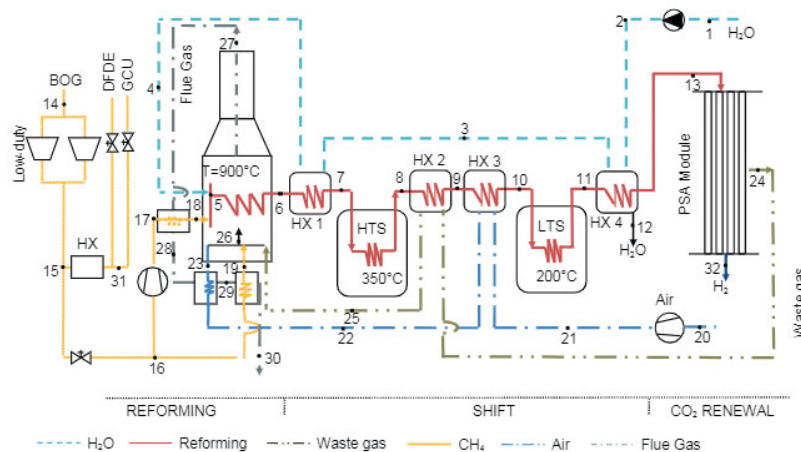 2
1
H₂O
27
Flue Gas
DFDE
GCU
BOG
14
4
13
Low-duty
T=900°C
3
HX 2
HX 3
7
8
9
10
11
5
6
17
18
HX 1
HX 4
12
H₂O
HTS
350°C
LTS
200°C
PSA Module
24
26
28
23
19
29
15
HX
31
32
H₂
25
22
21
Air
20
30
16
Waste gas
REFORMING
SHIFT
CO₂ RENEWAL
H₂O
Reforming
Waste gas
CH₄
Air
Flue Gas